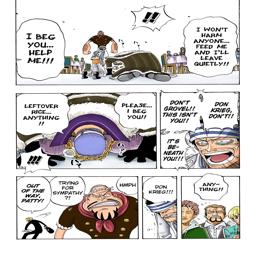 !!
I WON'T
HARM
ANYONE...
FEED ME
AND I'LL
LEAVE
QUIETLY!!
I BEG
YOU...
HELP
ME!!!
DON'T
GROVEL!!
THIS ISN'T
YOU!!
IT'S
BE-
NEATH
YOU!!!
DON
KRIEG,
DON'T!!
PLEASE...
I BEG
YOU!!
LEFTOVER
RICE...
ANYTHING
!!
!!!
ANY-
THING!!
DON
KRIEG!!!
HMPH
TRYING
FOR
SYMPATHY
?!
OUT OF
THE WAY,
PATTY!